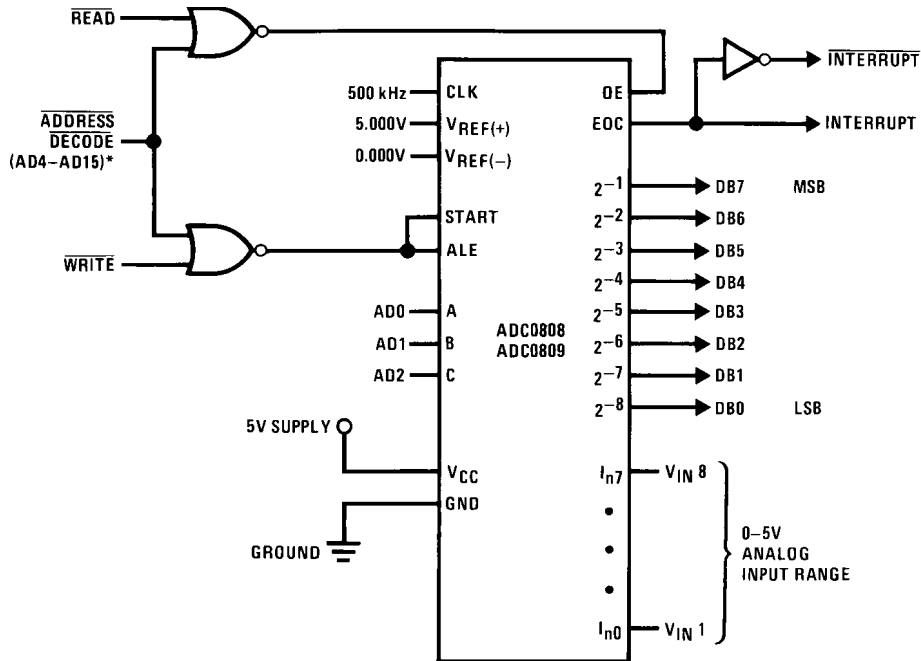 READ
ADDRESS
DECODE
(AD4–AD15)*
WRITE
500 kHz
5.000V
0.000V
AD0
AD1
AD2
5V SUPPLY
GROUND
CLK
VREF(+)
VREF(−)
START
ALE
A
B
C
VCC
GND
ADC0808
ADC0809
OE
EOC
2−1
2−2
2−3
2−4
2−5
2−6
2−7
2−8
In7
In0
INTERRUPT
INTERRUPT
DB7 MSB
DB6
DB5
DB4
DB3
DB2
DB1
DB0 LSB
VIN 8
VIN 1
0–5V
ANALOG
INPUT RANGE